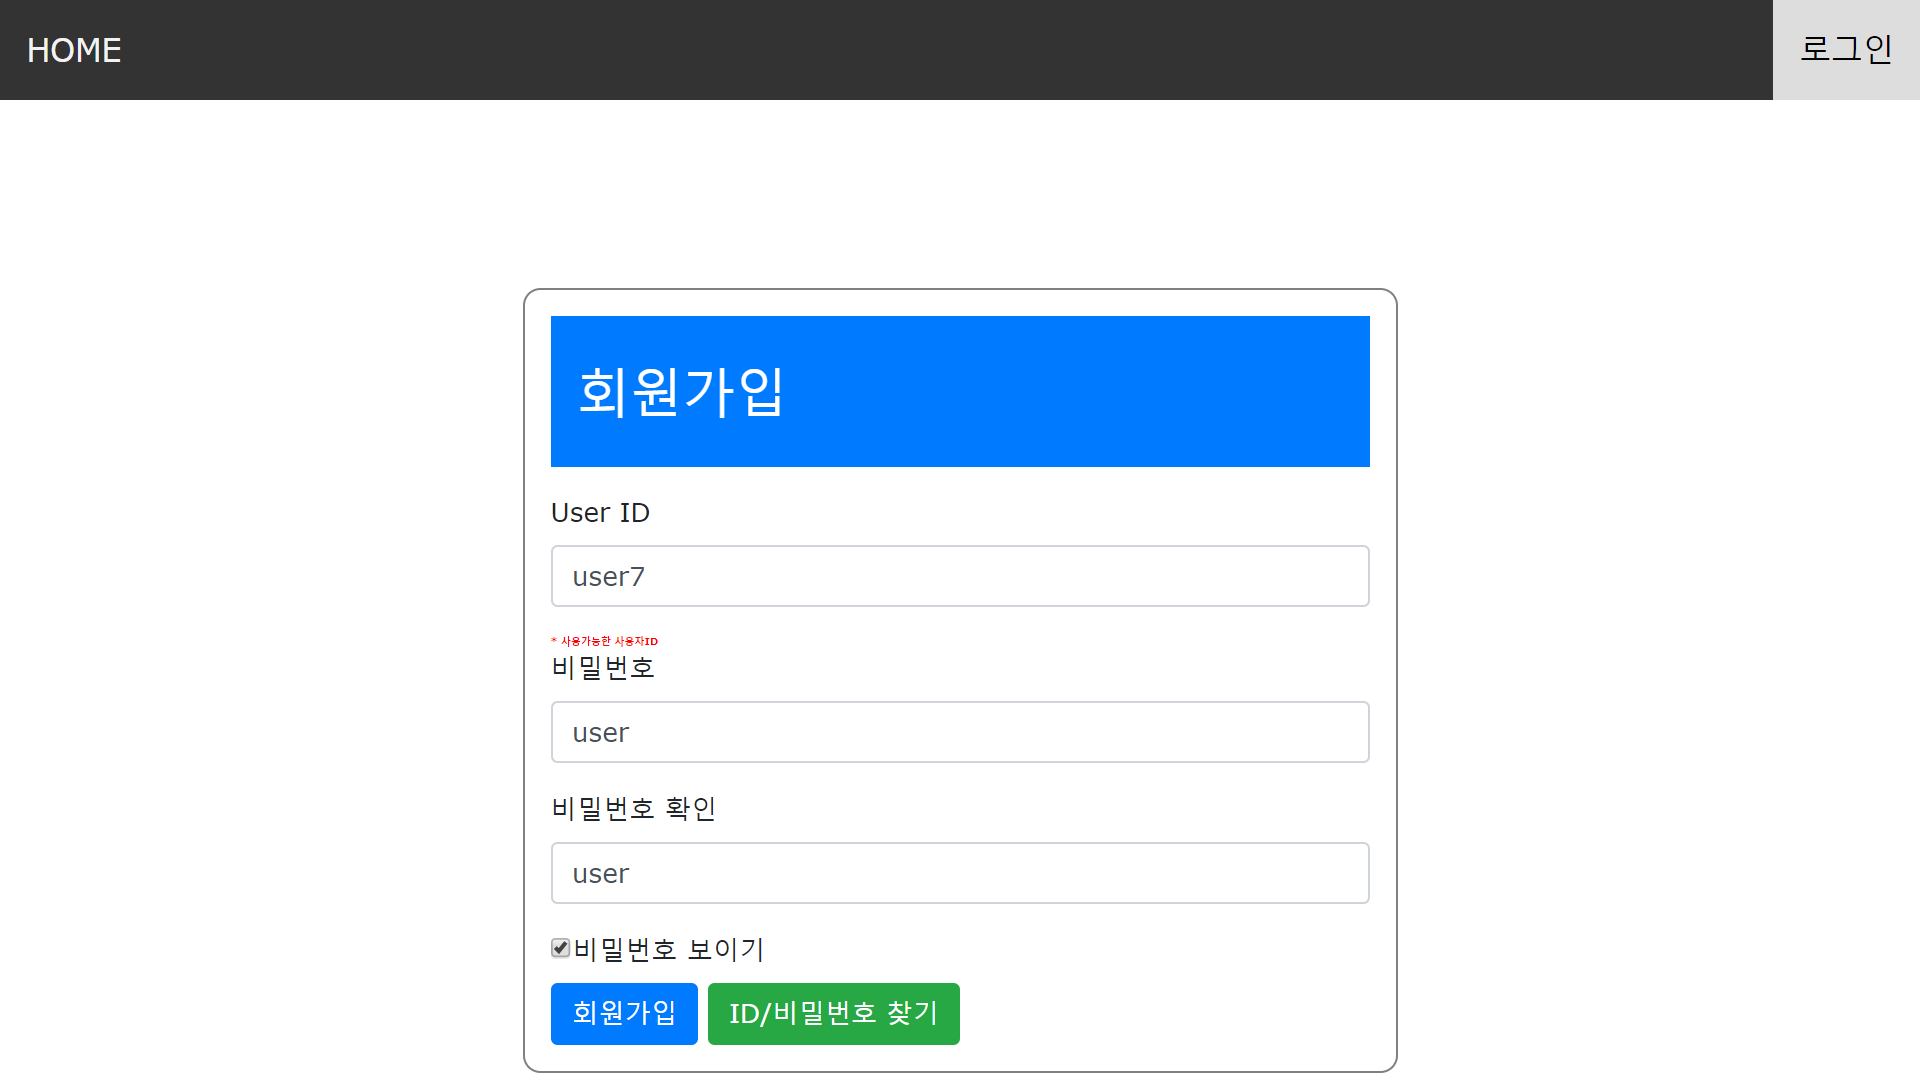 HOME
로그인
회원가입
User ID
user7
* 사용가능한 사용자ID
비밀번호
user
비밀번호 확인
user
비밀번호 보이기
회원가입
ID/비밀번호 찾기